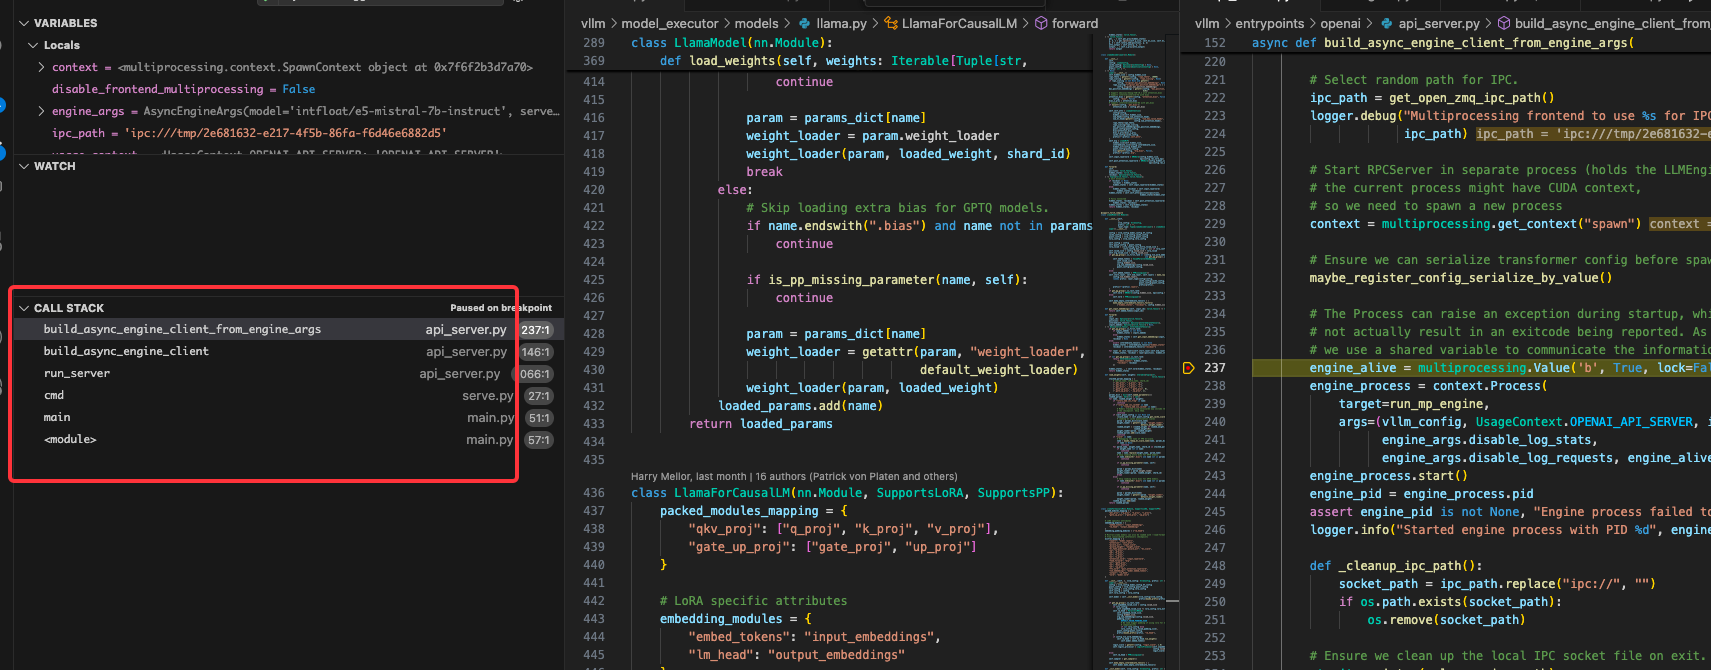 VARIABLES
Locals
context = <multiprocessing.context.SpawnContext object at 0x7f6f2b3d7a70>
disable_frontend_multiprocessing = False
engine_args = AsyncEngineArgs(model='intfloat/e5-mistral-7b-instruct', serve…
ipc_path = 'ipc:///tmp/2e681632-e217-4f5b-86fa-f6d46e6882d5'
WATCH
CALL STACK Paused on breakpoint
build_async_engine_client_from_engine_args api_server.py 237:1
build_async_engine_client api_server.py 146:1
run_server api_server.py 066:1
cmd serve.py 27:1
main main.py 51:1
<module> main.py 57:1
vllm > model_executor > models > llama.py > LlamaForCausalLM > forward
289 class LlamaModel(nn.Module):
369 def load_weights(self, weights: Iterable[Tuple[str,
414 continue
415
416 param = params_dict[name]
417 weight_loader = param.weight_loader
418 weight_loader(param, loaded_weight, shard_id)
419 break
420 else:
421 # Skip loading extra bias for GPTQ models.
422 if name.endswith(".bias") and name not in params
423 continue
424
425 if is_pp_missing_parameter(name, self):
426 continue
427
428 param = params_dict[name]
429 weight_loader = getattr(param, "weight_loader",
430 default_weight_loader)
431 weight_loader(param, loaded_weight)
432 loaded_params.add(name)
433 return loaded_params
434
435
Harry Mellor, last month | 16 authors (Patrick von Platen and others)
436 class LlamaForCausalLM(nn.Module, SupportsLoRA, SupportsPP):
437 packed_modules_mapping = {
438 "qkv_proj": ["q_proj", "k_proj", "v_proj"],
439 "gate_up_proj": ["gate_proj", "up_proj"]
440 }
441
442 # LoRA specific attributes
443 embedding_modules = {
444 "embed_tokens": "input_embeddings",
445 "lm_head": "output_embeddings"
vllm > entrypoints > openai > api_server.py > build_async_engine_client_from
152 async def build_async_engine_client_from_engine_args(
220
221 # Select random path for IPC.
222 ipc_path = get_open_zmq_ipc_path()
223 logger.debug("Multiprocessing frontend to use %s for IPC
224 ipc_path) ipc_path = 'ipc:///tmp/2e681632-e
225
226 # Start RPCServer in separate process (holds the LLMEngi
227 # the current process might have CUDA context,
228 # so we need to spawn a new process
229 context = multiprocessing.get_context("spawn") context =
230
231 # Ensure we can serialize transformer config before spaw
232 maybe_register_config_serialize_by_value()
233
234 # The Process can raise an exception during startup, whi
235 # not actually result in an exitcode being reported. As
236 # we use a shared variable to communicate the informatio
237 engine_alive = multiprocessing.Value('b', True, lock=Fal
238 engine_process = context.Process(
239 target=run_mp_engine,
240 args=(vllm_config, UsageContext.OPENAI_API_SERVER, i
241 engine_args.disable_log_stats,
242 engine_args.disable_log_requests, engine_alive
243 engine_process.start()
244 engine_pid = engine_process.pid
245 assert engine_pid is not None, "Engine process failed to
246 logger.info("Started engine process with PID %d", engine
247
248 def _cleanup_ipc_path():
249 socket_path = ipc_path.replace("ipc://", "")
250 if os.path.exists(socket_path):
251 os.remove(socket_path)
252
253 # Ensure we clean up the local IPC socket file on exit.